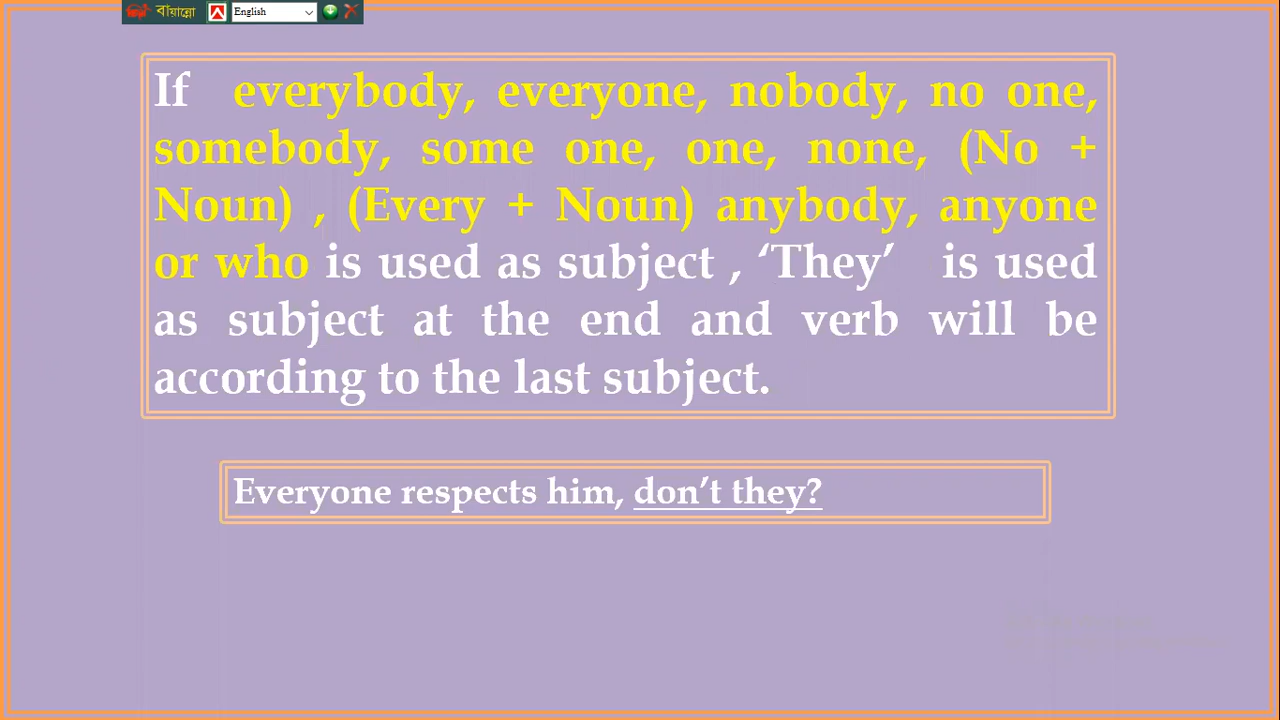 বায়ান্নো English
If everybody, everyone, nobody, no one,
somebody, some one, one, none, (No +
Noun) , (Every + Noun) anybody, anyone
or who is used as subject , ‘They’ is used
as subject at the end and verb will be
according to the last subject.
Everyone respects him, don’t they?